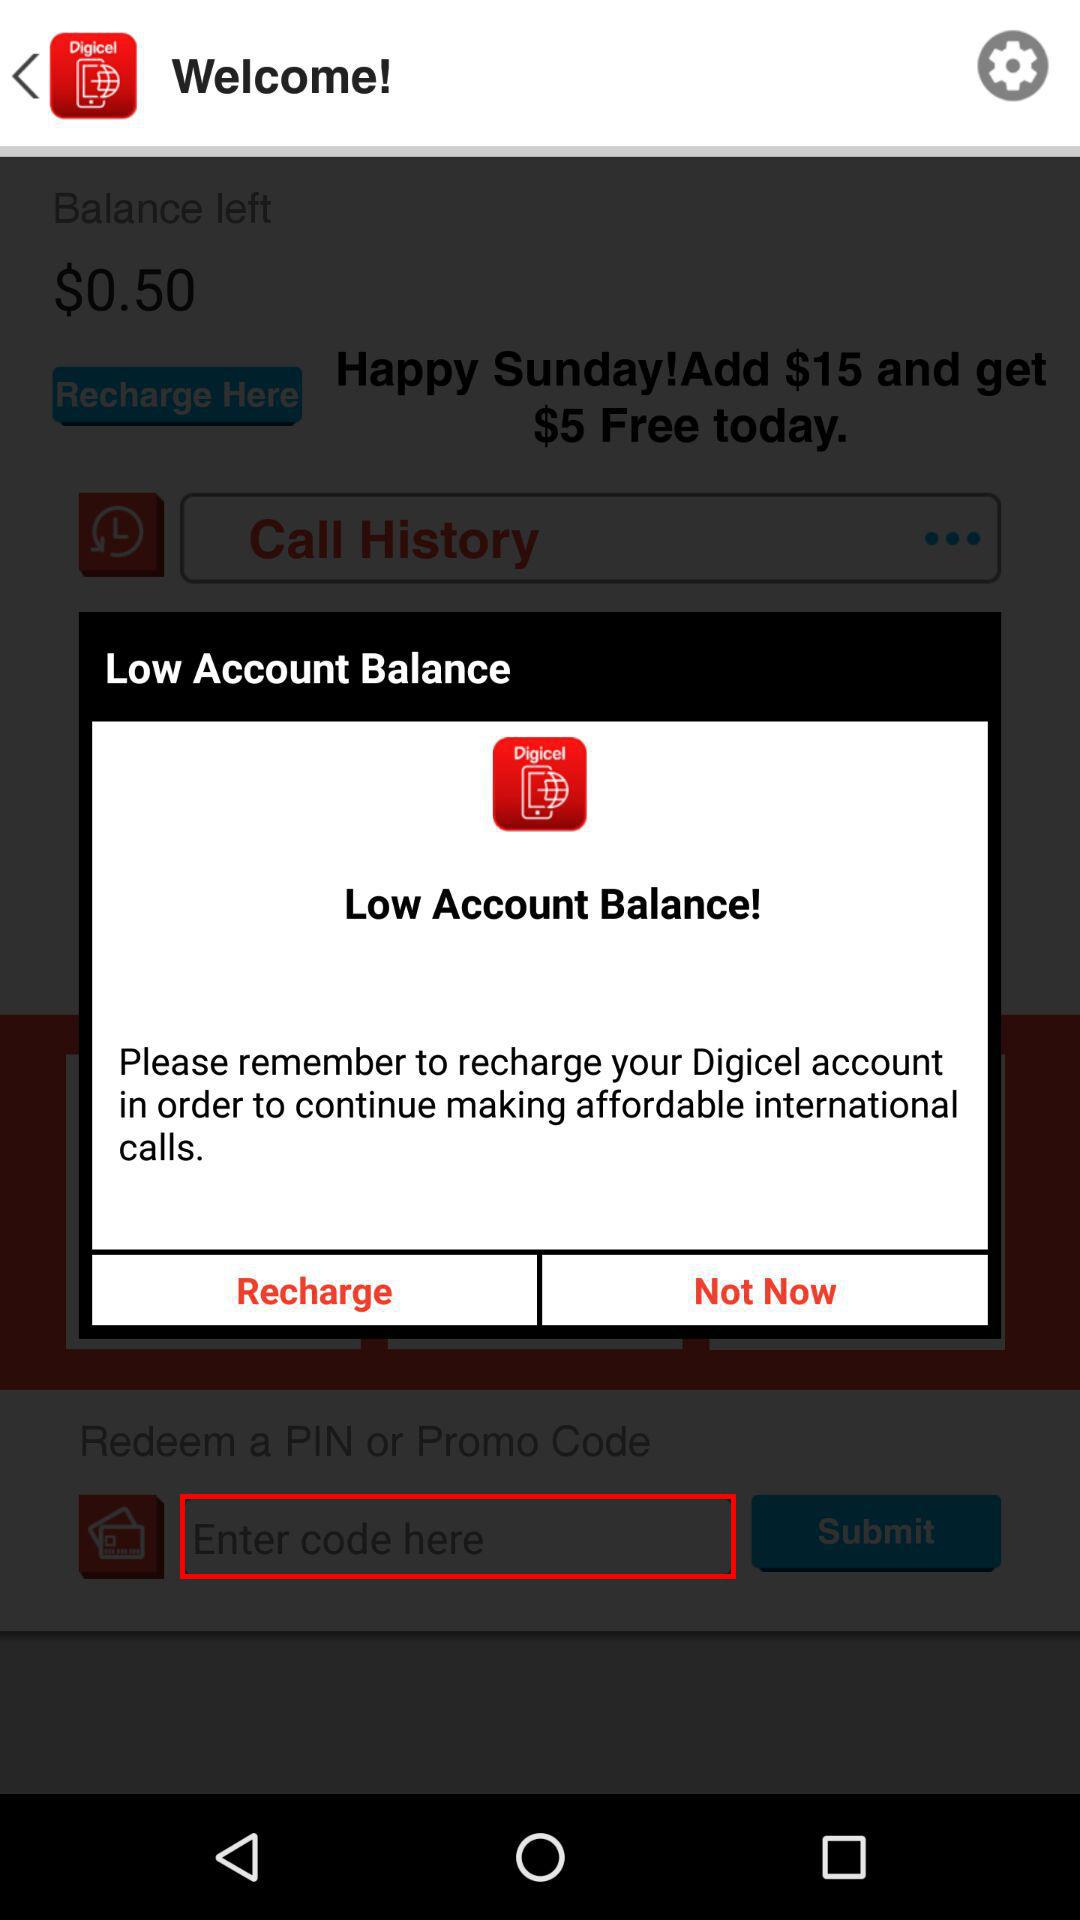 Digicel
Welcome!
Balance left
$0.50
Recharge Here
Happy Sunday!Add $15 and get
$5 Free today.
Call History
Low Account Balance
Digicel
Low Account Balance!
Please remember to recharge your Digicel account
in order to continue making affordable international
calls.
Recharge
Not Now
Redeem a PIN or Promo Code
Enter code here
Submit